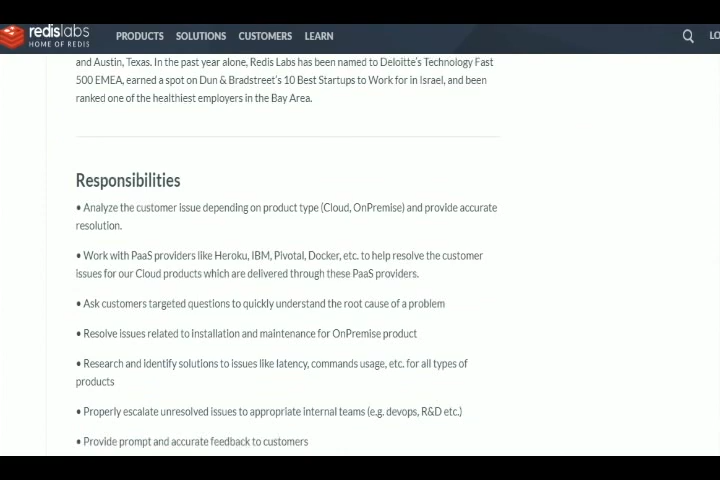 redislabs
HOME OF REDIS
PRODUCTS SOLUTIONS CUSTOMERS LEARN LO
and Austin, Texas. In the past year alone, Redis Labs has been named to Deloitte's Technology Fast
500 EMEA, earned a spot on Dun & Bradstreet's 10 Best Startups to Work for in Israel, and been
ranked one of the healthiest employers in the Bay Area.
Responsibilities
• Analyze the customer issue depending on product type (Cloud, OnPremise) and provide accurate
resolution.
• Work with PaaS providers like Heroku, IBM, Pivotal, Docker, etc. to help resolve the customer
issues for our Cloud products which are delivered through these PaaS providers.
• Ask customers targeted questions to quickly understand the root cause of a problem
• Resolve issues related to installation and maintenance for OnPremise product
• Research and identify solutions to issues like latency, commands usage, etc. for all types of
products
• Properly escalate unresolved issues to appropriate internal teams (e.g. devops, R&D etc.)
• Provide prompt and accurate feedback to customers